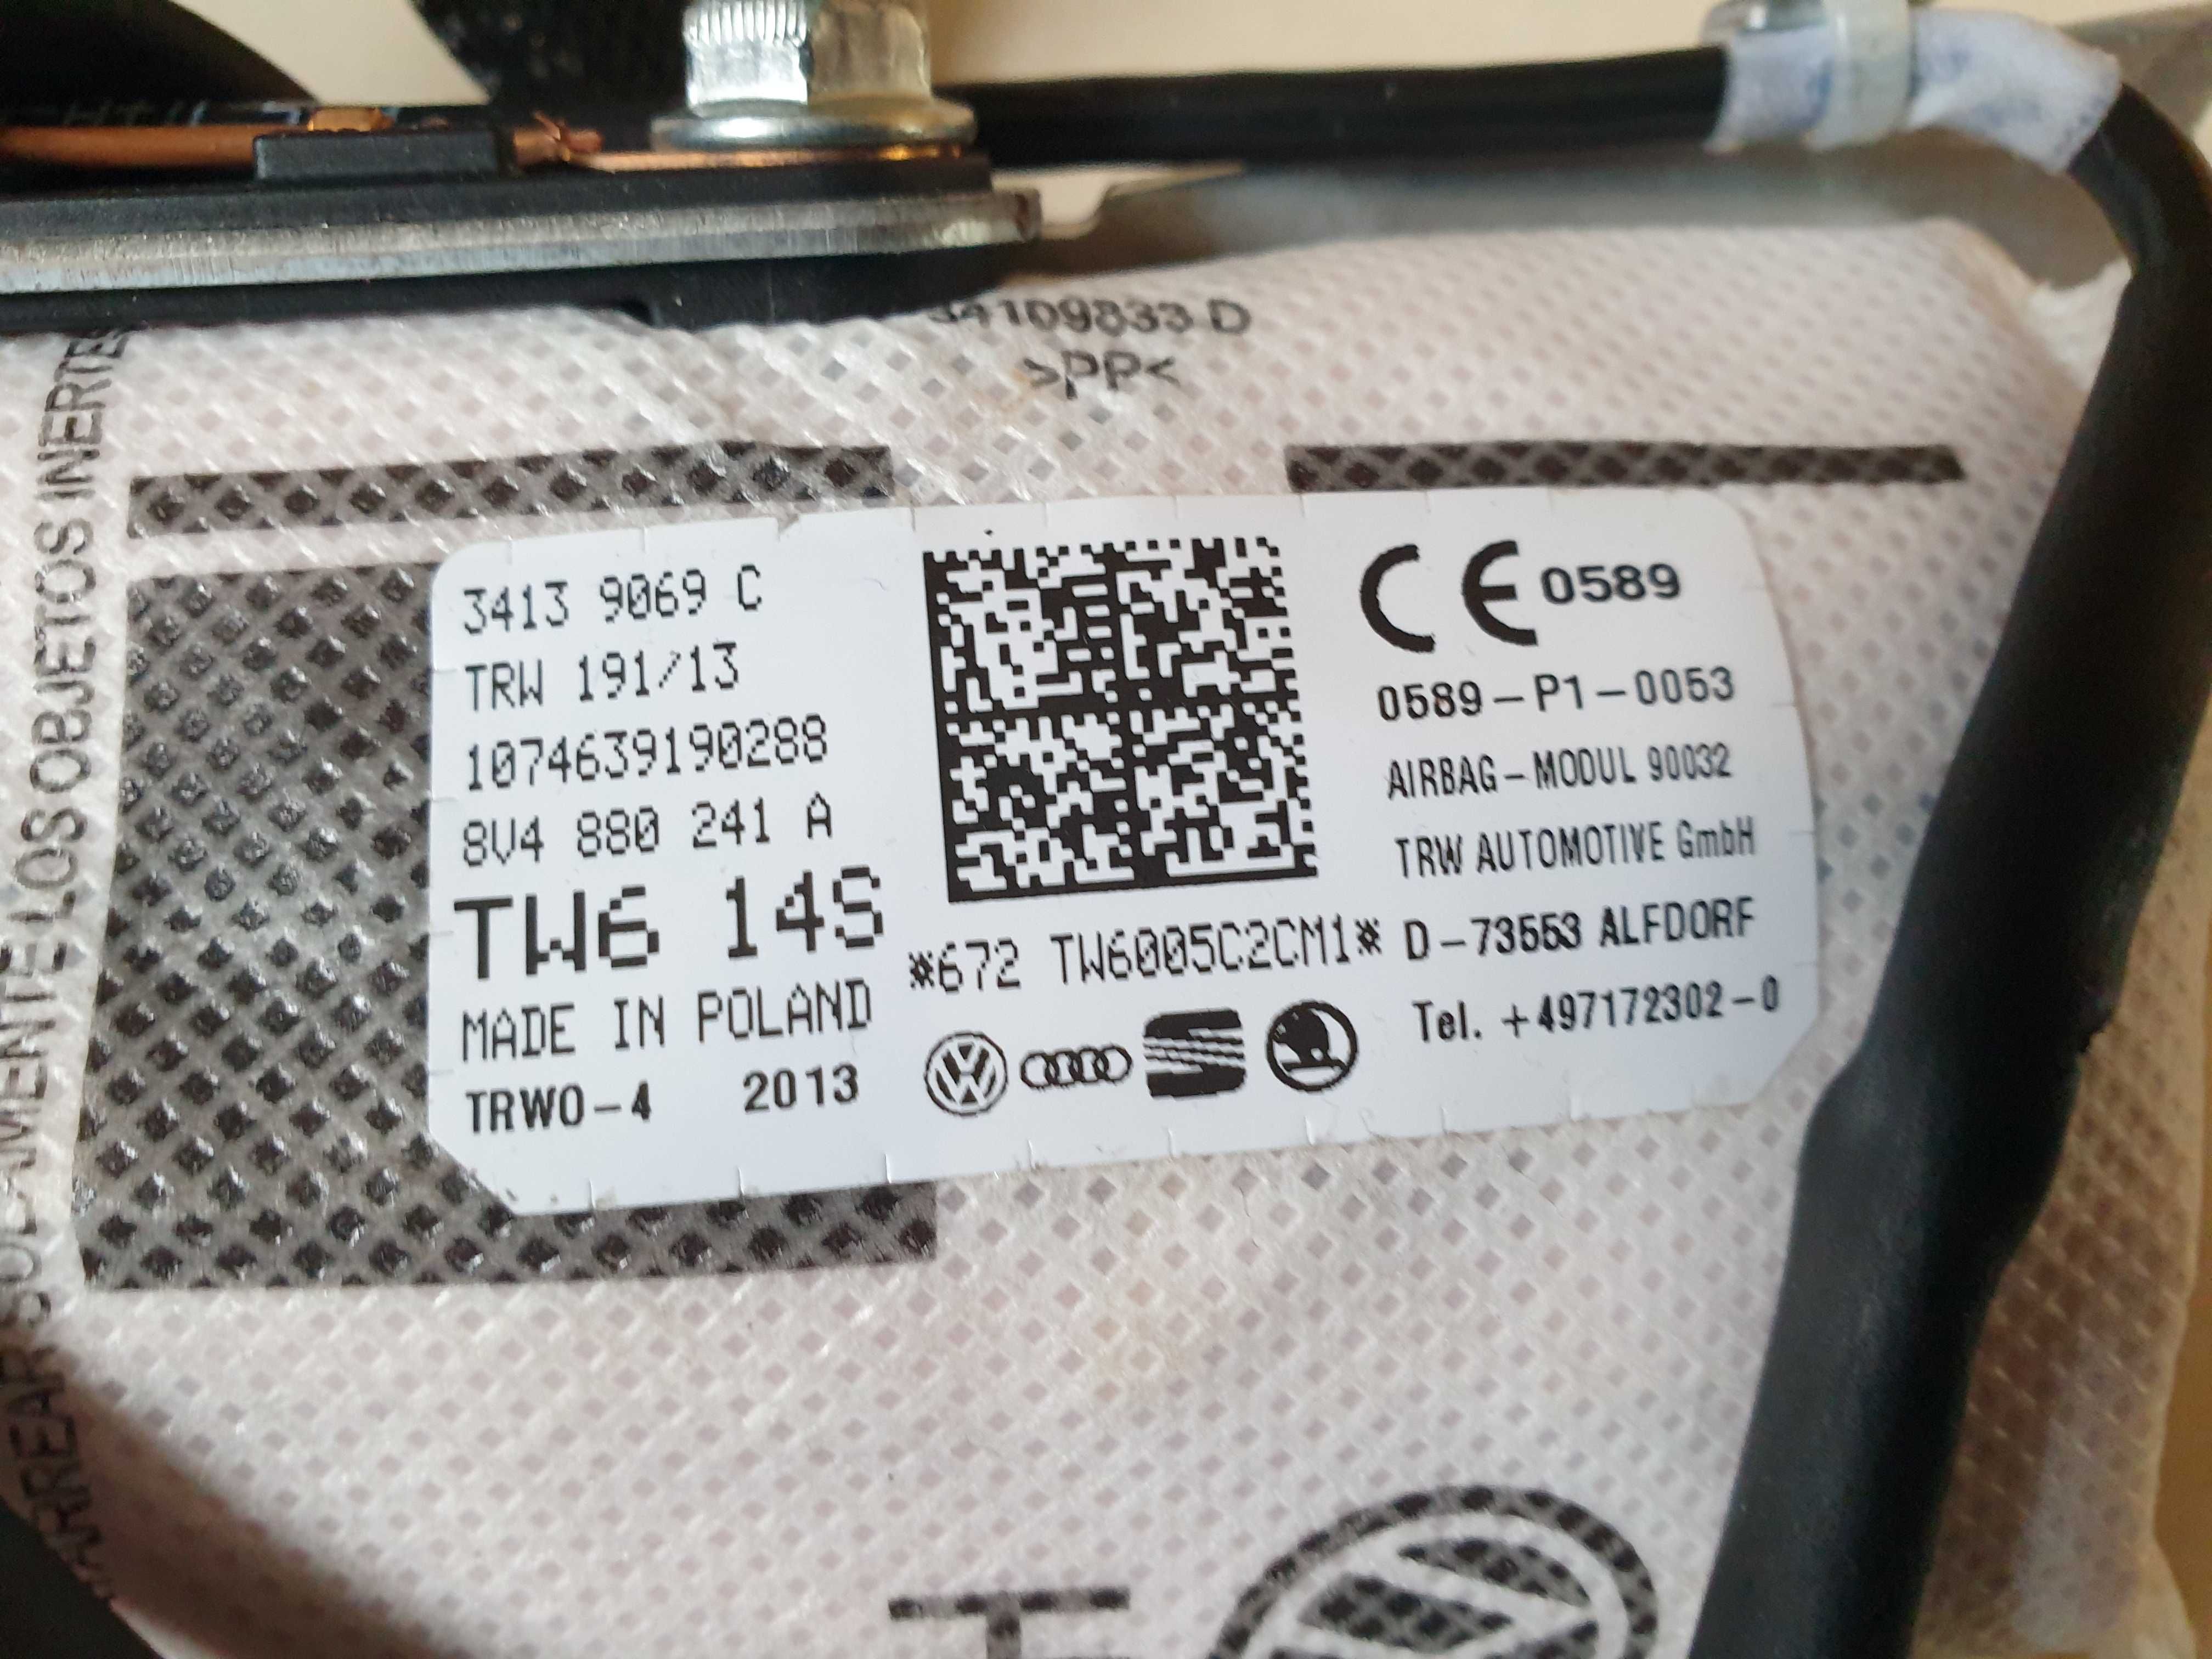 34109833 D
>PP<
SOLAMENTE LOS OBJETOS INERTES
3413 9069 C
TRW 191/13
1074639190288
8V4 880 241 A
TW6 14S
MADE IN POLAND
TRWO-4 2013
*672 TW6005C2CM1*
CE 0589
0589-P1-0053
AIRBAG-MODUL 90032
TRW AUTOMOTIVE GmbH
D-73553 ALFDORF
Tel. +497172302-0